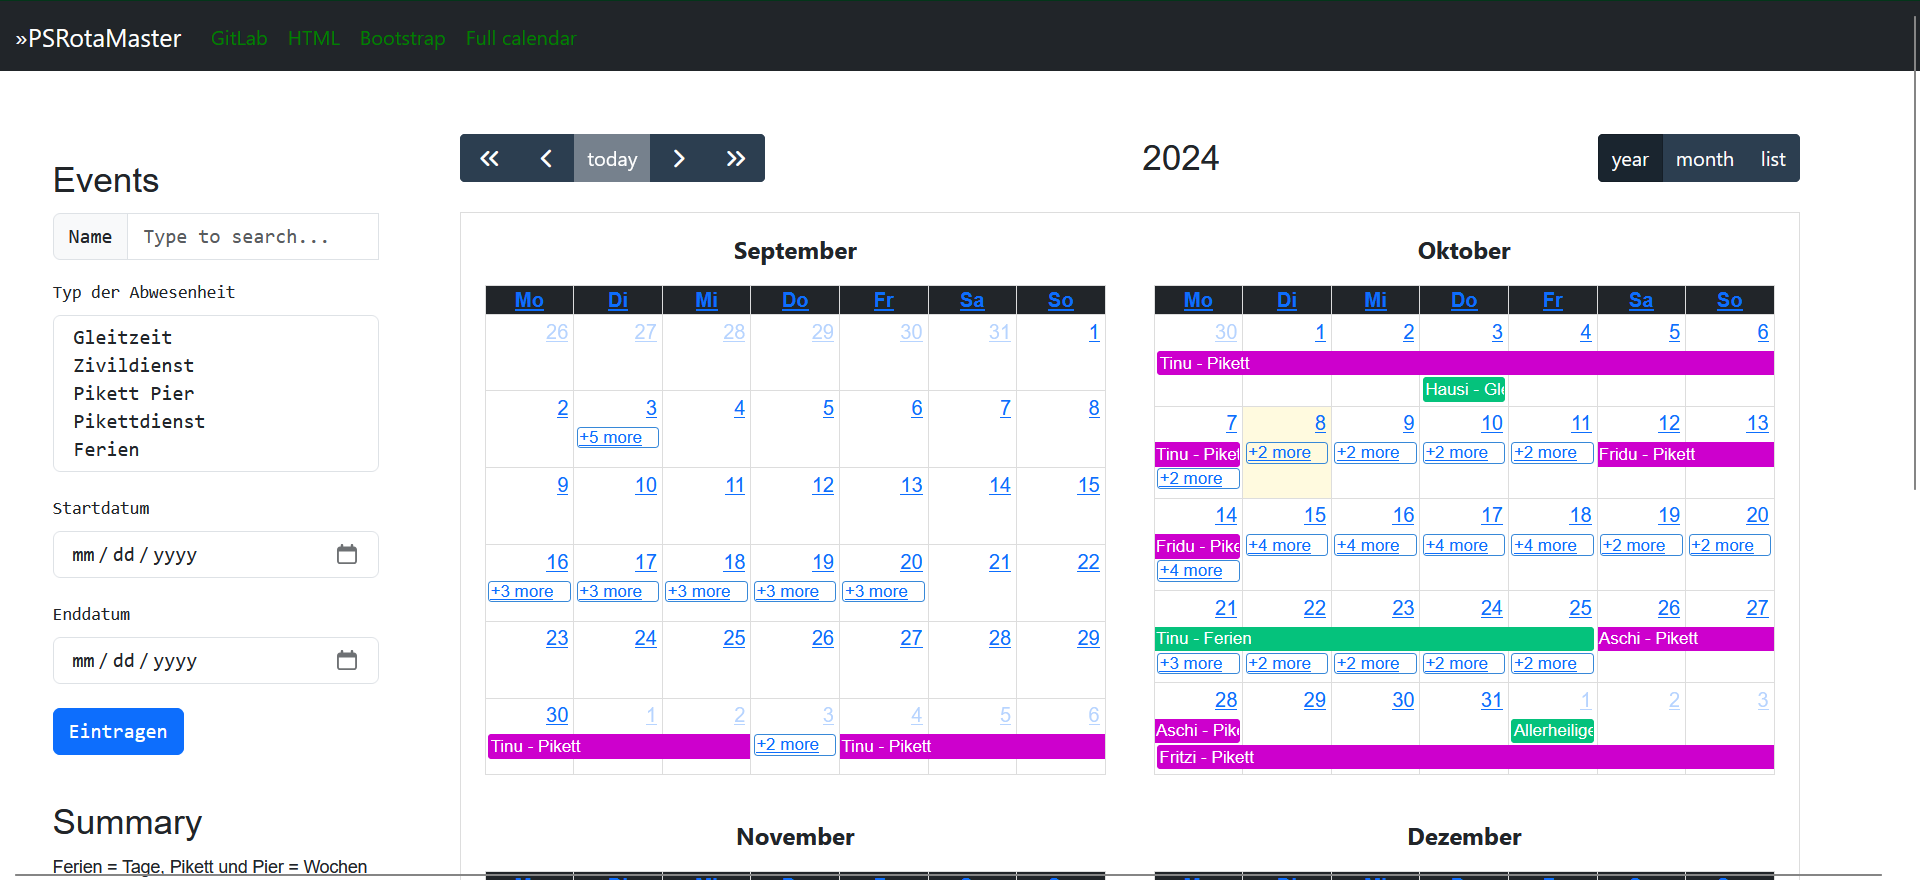 »PSRotaMaster GitLab HTML Bootstrap Full calendar
today
2024
year month list
Events
Name Type to search...
Typ der Abwesenheit
Gleitzeit
Zivildienst
Pikett Pier
Pikettdienst
Ferien
Startdatum
mm/dd/yyyy
Enddatum
mm/dd/yyyy
Eintragen
Summary
Ferien = Tage, Pikett und Pier = Wochen
September
Mo Di Mi Do Fr Sa So
26 27 28 29 30 31 1
2 3 4 5 6 7 8
+5 more
9 10 11 12 13 14 15
16 17 18 19 20 21 22
+3 more +3 more +3 more +3 more +3 more
23 24 25 26 27 28 29
30 1 2 3 4 5 6
Tinu - Pikett +2 more Tinu - Pikett
Oktober
Mo Di Mi Do Fr Sa So
30 1 2 3 4 5 6
Tinu - Pikett
Hausi - Gle
7 8 9 10 11 12 13
Tinu - Piket +2 more +2 more +2 more +2 more Fridu - Pikett
+2 more
14 15 16 17 18 19 20
Fridu - Pike +4 more +4 more +4 more +4 more +2 more +2 more
+4 more
21 22 23 24 25 26 27
Tinu - Ferien Aschi - Pikett
+3 more +2 more +2 more +2 more +2 more
28 29 30 31 1 2 3
Aschi - Pik Allerheilige
Fritzi - Pikett
November
Dezember